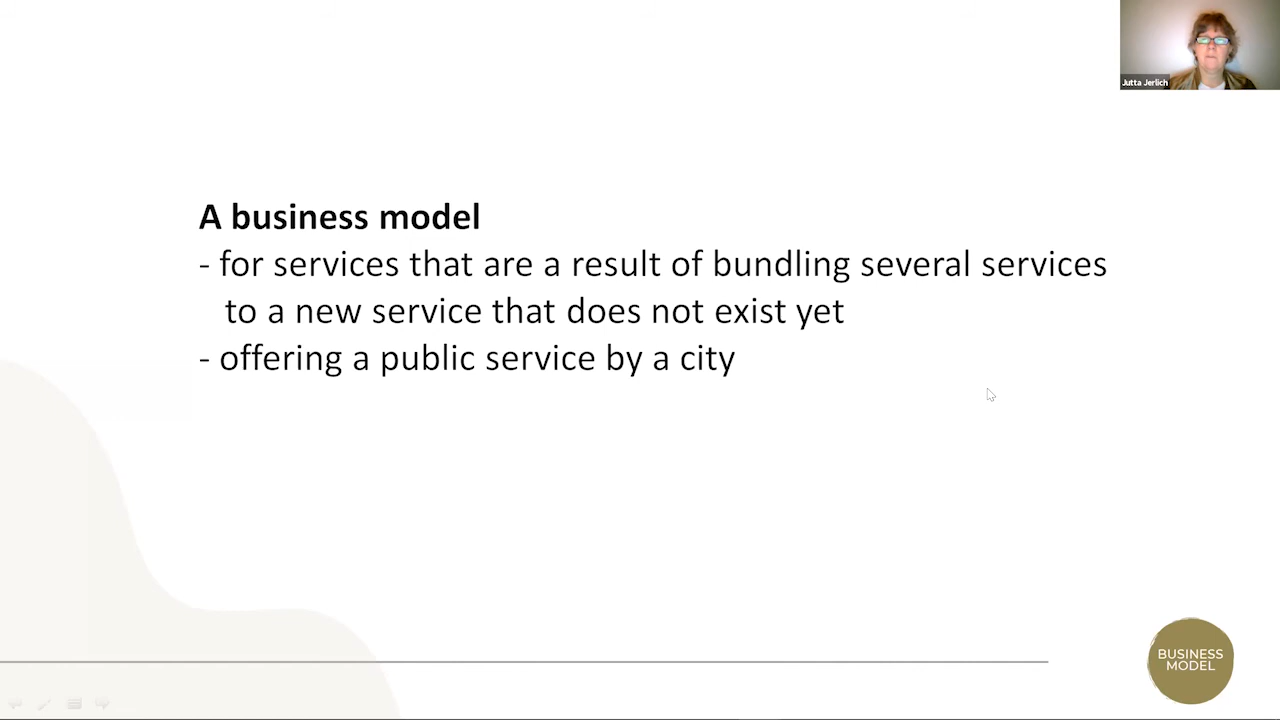 Jutta Jerlich
A business model
- for services that are a result of bundling several services
to a new service that does not exist yet
- offering a public service by a city
BUSINESS
MODEL